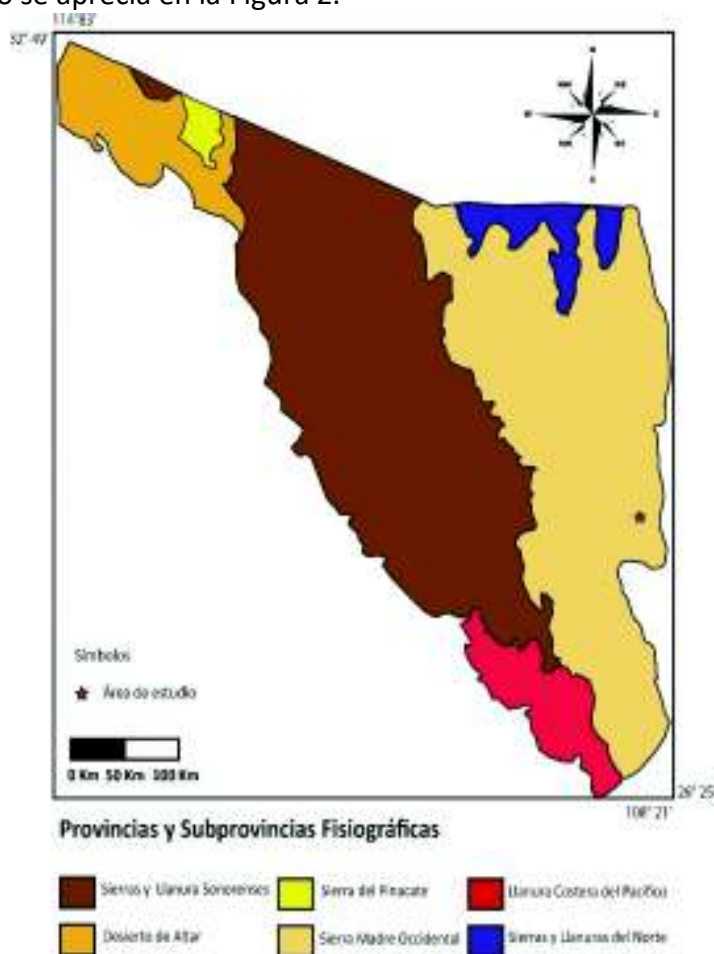 o se aprecia en la Figura 2.
114°83'
32° 49'
N
E
S
Símbolos
Área de estudio
0 Km 50 Km 100 Km
26° 25
108° 21'
Provincias y Subprovincias Fisiográficas
Sierras y Llanura Sonorenses
Sierra del Pinacate
Llanura Costera del Pacífico
Desierto de Altar
Sierra Madre Occidental
Sierras y Llanuras del Norte